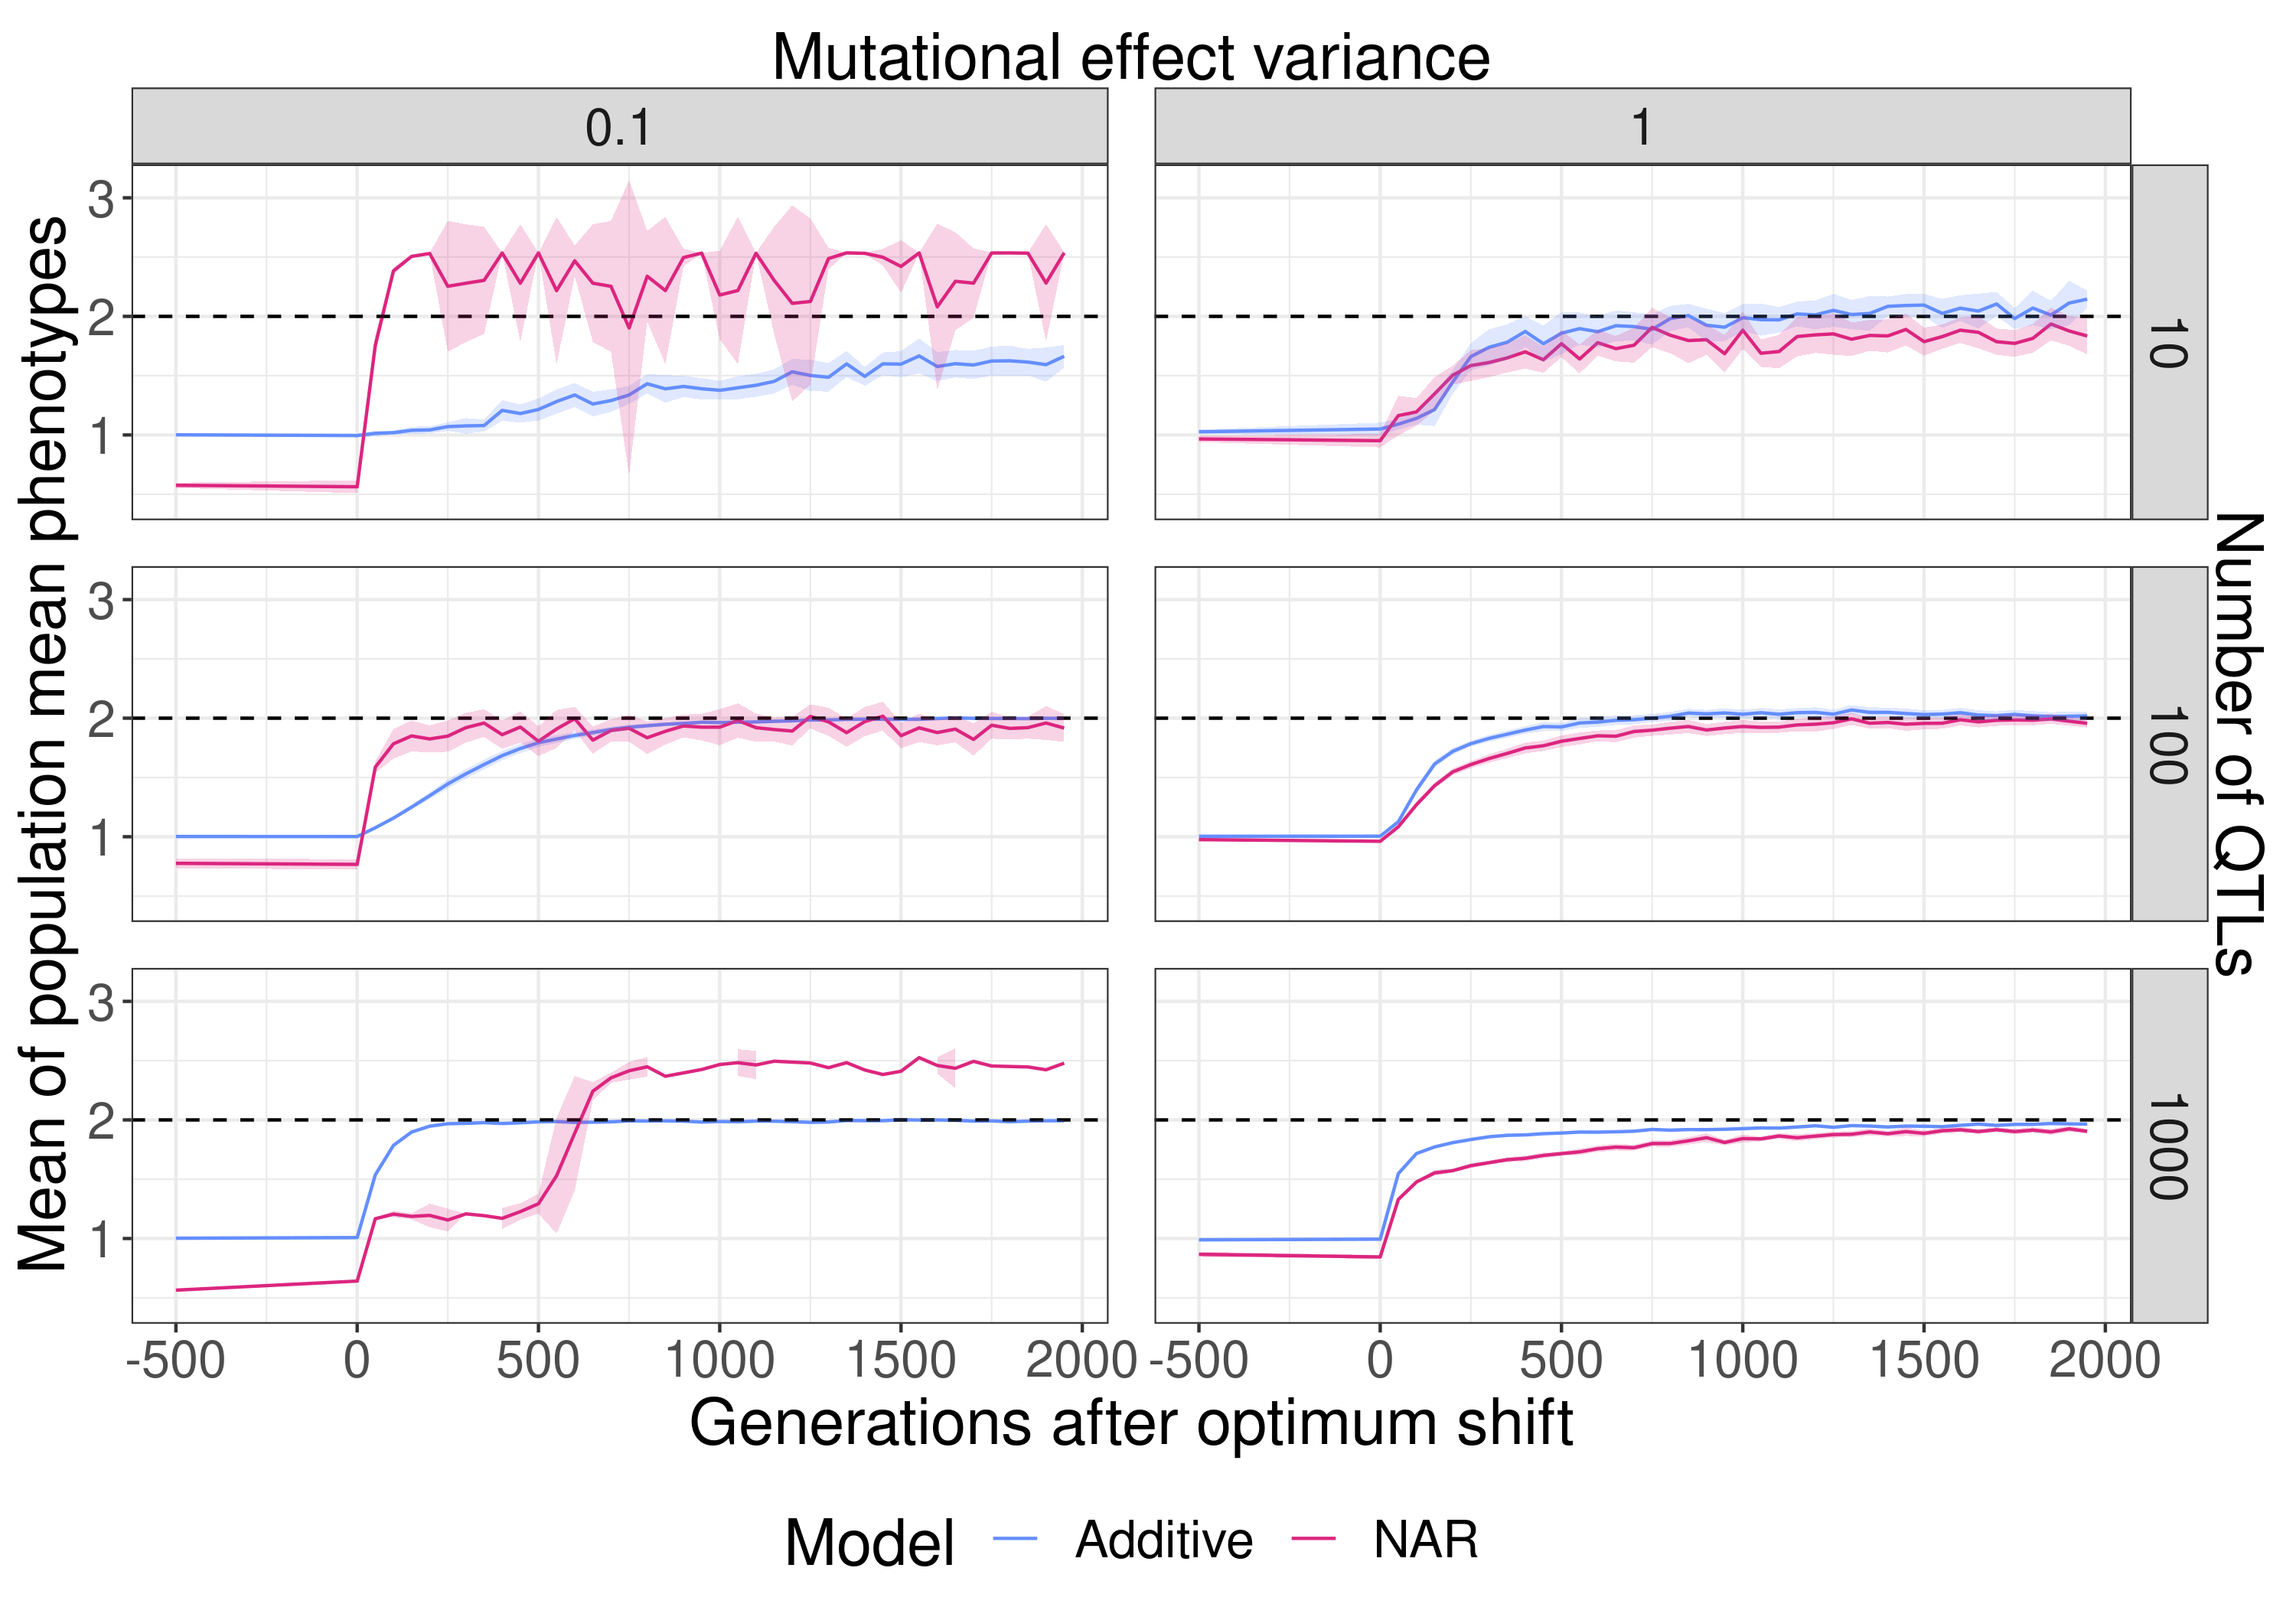 Mutational effect variance
0.1
1
Mean of population mean phenotypes
3
2
1
10
3
2
1
100
Number of QTLs
3
2
1
1000
-500 0 500 1000 1500 2000
-500 0 500 1000 1500 2000
Generations after optimum shift
Model Additive NAR